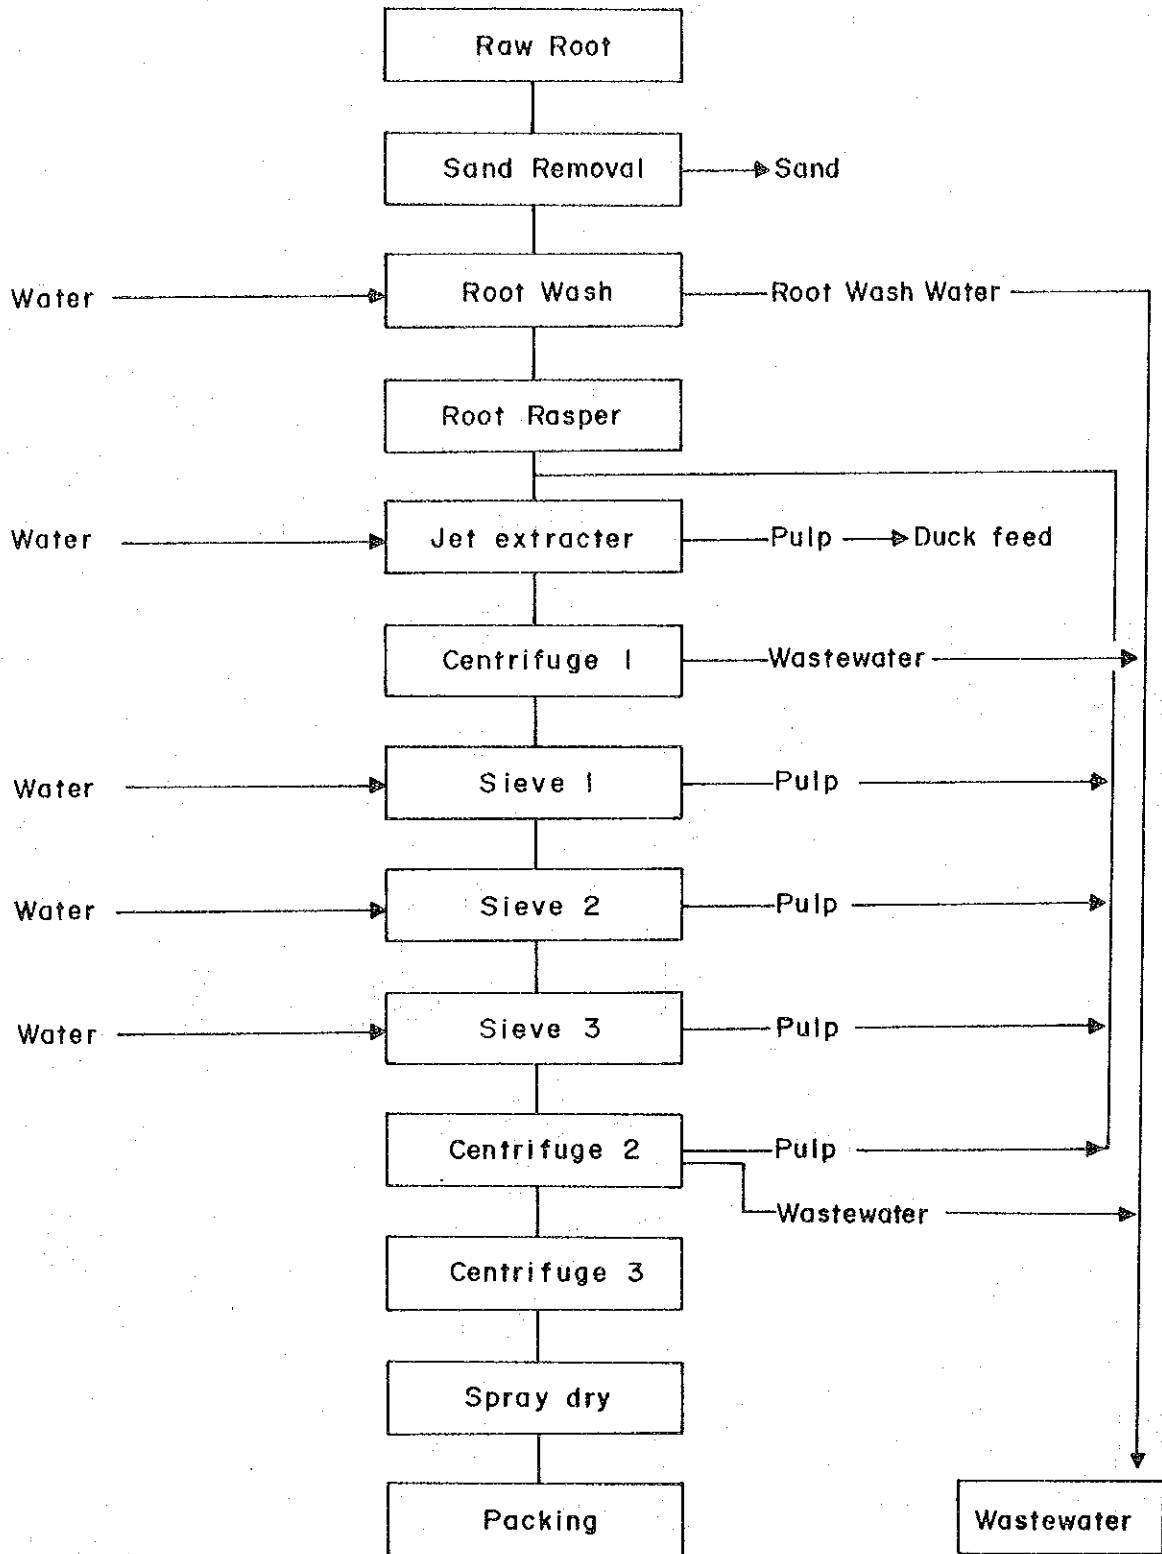 Raw Root
Sand Removal
Sand
Water
Root Wash
Root Wash Water
Root Rasper
Water
Jet extracter
Pulp
Duck feed
Centrifuge 1
Wastewater
Water
Sieve 1
Pulp
Water
Sieve 2
Pulp
Water
Sieve 3
Pulp
Centrifuge 2
Pulp
Wastewater
Centrifuge 3
Spray dry
Packing
Wastewater